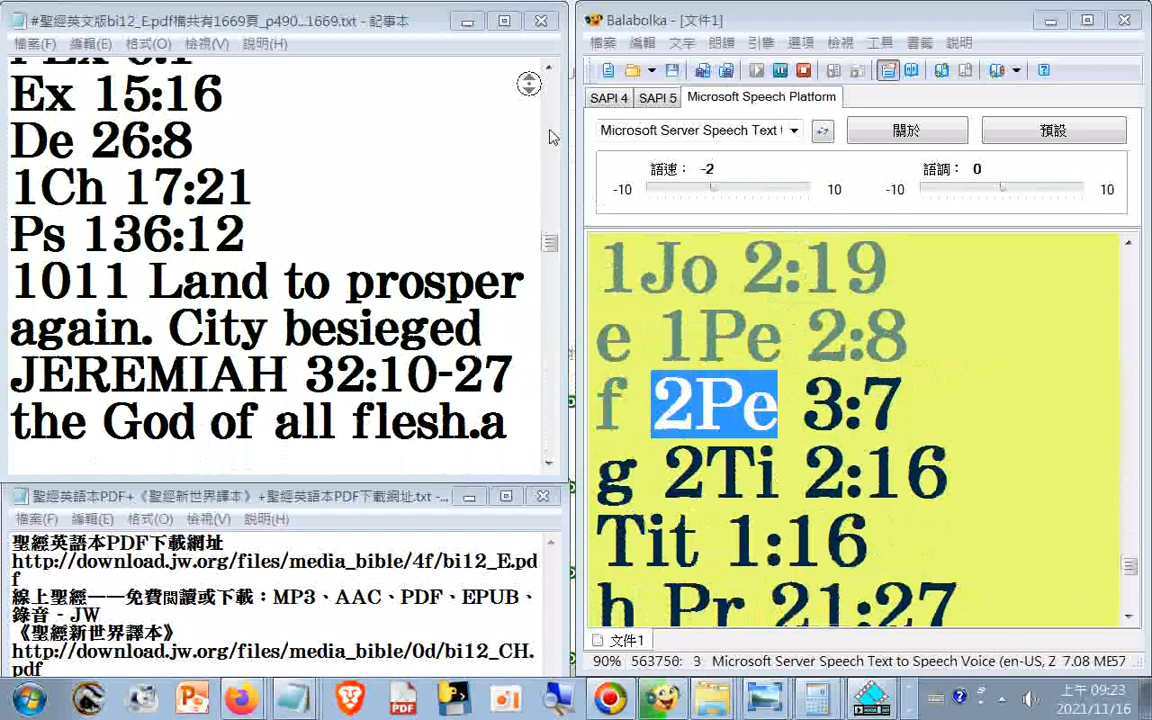 #聖經英文版bi12_E.pdf檔共有1669頁_p490...1669.txt - 記事本
檔案(F) 編輯(E) 格式(O) 檢視(V) 說明(H)
Ex 15:16
De 26:8
1Ch 17:21
Ps 136:12
1011 Land to prosper
again. City besieged
JEREMIAH 32:10-27
the God of all flesh.a
聖經英語本PDF+《聖經新世界譯本》+聖經英語本PDF下載網址.txt -...
檔案(F) 編輯(E) 格式(O) 檢視(V) 說明(H)
聖經英語本PDF下載網址
http://download.jw.org/files/media_bible/4f/bi12_E.pd
f
線上聖經——免費閱讀或下載：MP3、AAC、PDF、EPUB、
錄音 - JW
《聖經新世界譯本》
http://download.jw.org/files/media_bible/0d/bi12_CH.
pdf
Balabolka - [文件1]
檔案 編輯 文字 朗讀 引擎 選項 檢視 工具 書籤 說明
SAPI 4 SAPI 5 Microsoft Speech Platform
Microsoft Server Speech Text 關於 預設
語速： -2 語調： 0
-10 10 -10 10
1Jo 2:19
e 1Pe 2:8
f 2Pe 3:7
g 2Ti 2:16
Tit 1:16
h Pr 21:27
文件1
90% 563750: 3 Microsoft Server Speech Text to Speech Voice (en-US, Z 7.08 ME57
PDF
上午 09:23
2021/11/16